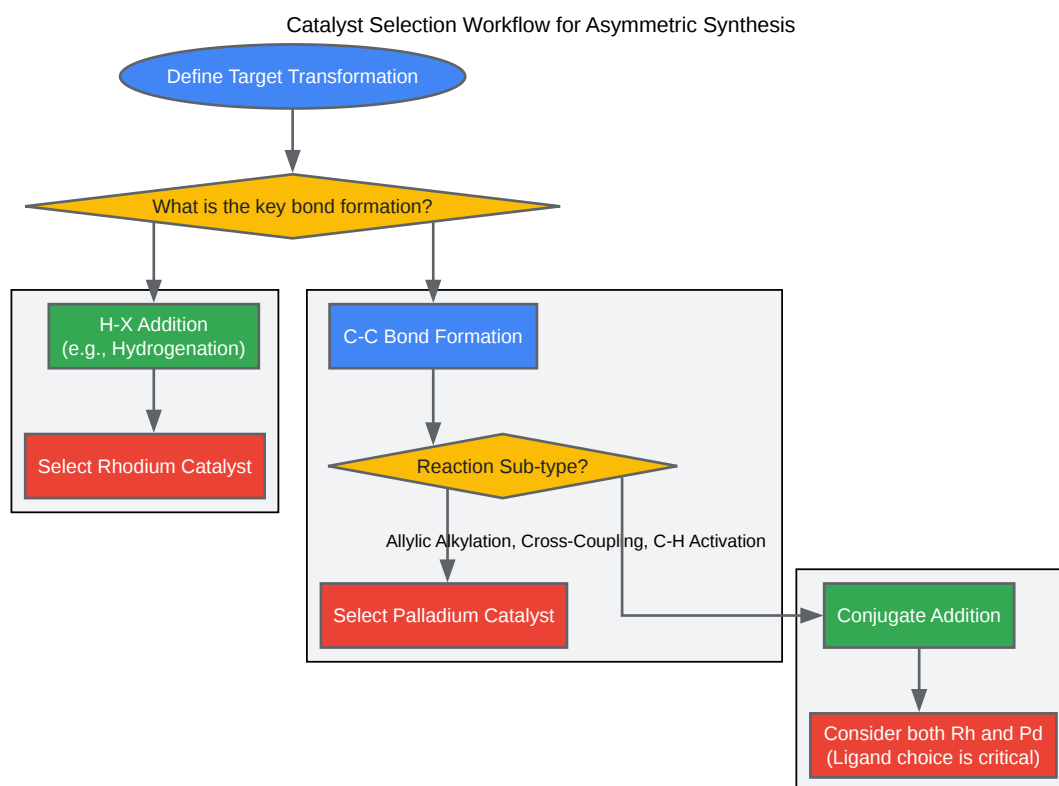 Catalyst Selection Workflow for Asymmetric Synthesis
Define Target Transformation
What is the key bond formation?
H-X Addition
(e.g., Hydrogenation)
Select Rhodium Catalyst
C-C Bond Formation
Reaction Sub-type?
Allylic Alkylation, Cross-Coupling, C-H Activation
Select Palladium Catalyst
Conjugate Addition
Consider both Rh and Pd
(Ligand choice is critical)